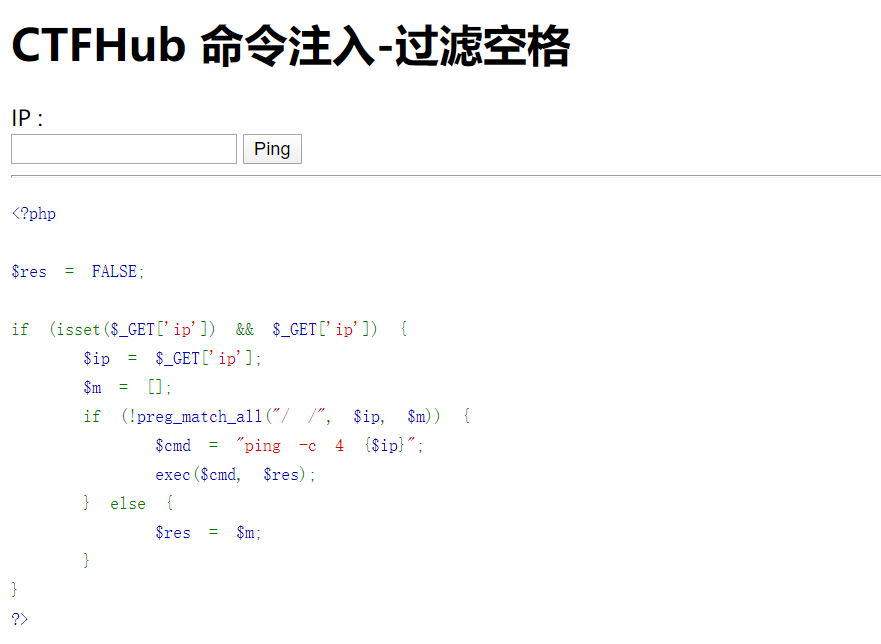 CTFHub 命令注入-过滤空格
IP :
Ping
<?php
$res = FALSE;
if (isset($_GET['ip']) && $_GET['ip']) {
$ip = $_GET['ip'];
$m = [];
if (!preg_match_all("/ /", $ip, $m)) {
$cmd = "ping -c 4 {$ip}";
exec($cmd, $res);
} else {
$res = $m;
}
}
?>